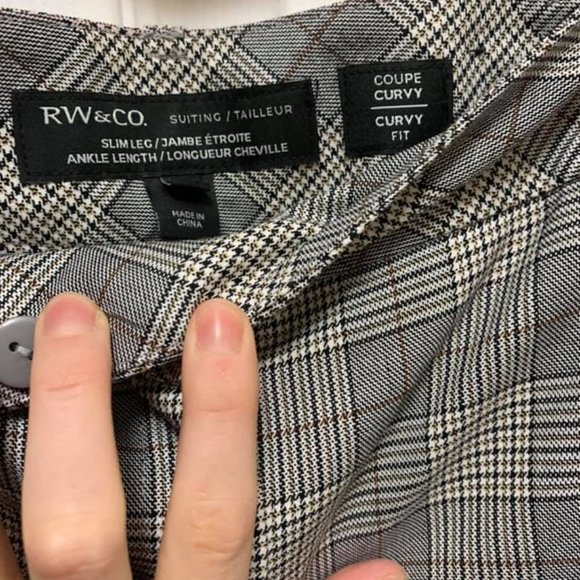 RW&CO. SUITING / TAILLEUR
SLIM LEG / JAMBE ÉTROITE
ANKLE LENGTH / LONGUEUR CHEVILLE
COUPE
CURVY
CURVY
FIT
MADE IN
CHINA